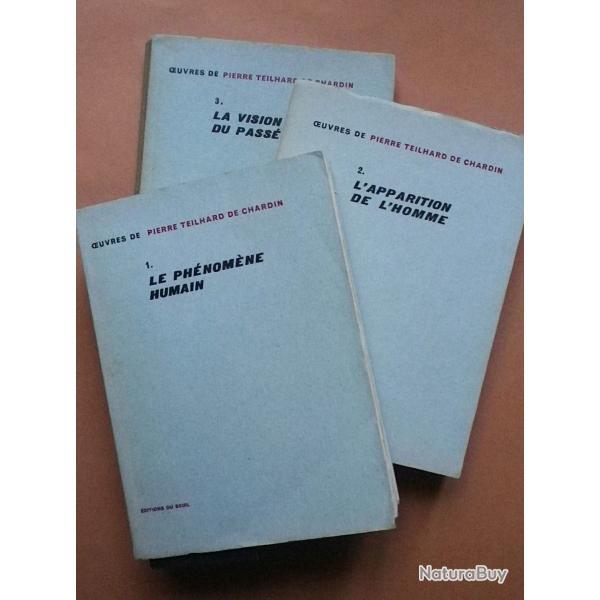 ŒUVRES DE PIERRE TEILHARD DE CHARDIN
3.
LA VISION
DU PASSÉ
ŒUVRES DE PIERRE TEILHARD DE CHARDIN
2.
L'APPARITION
DE L'HOMME
ŒUVRES DE PIERRE TEILHARD DE CHARDIN
1.
LE PHÉNOMÈNE
HUMAIN
EDITIONS DU SEUIL
NaturaBuy